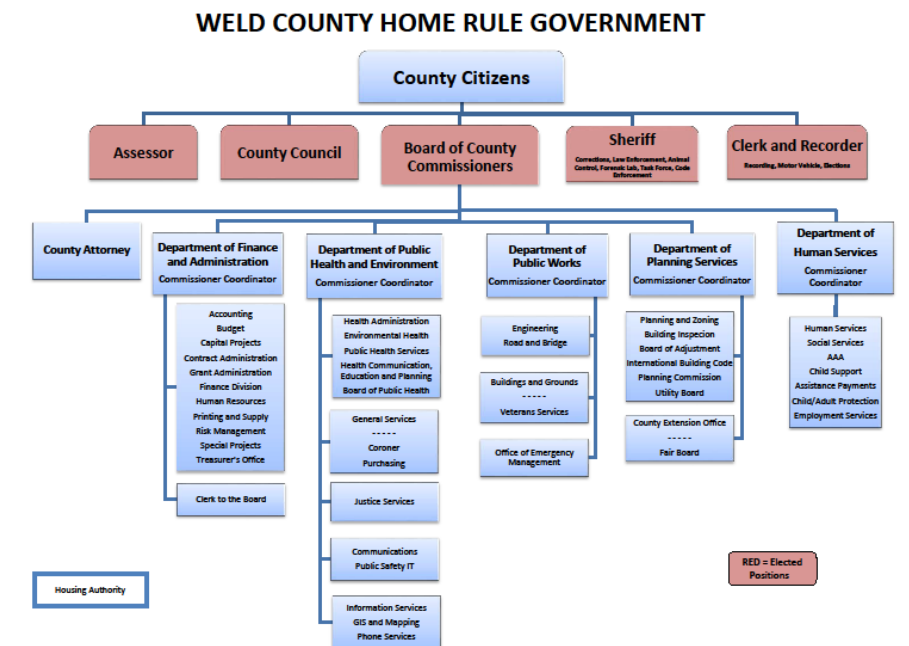 WELD COUNTY HOME RULE GOVERNMENT
County Citizens
Assessor
County Council
Board of County
Commissioners
Sheriff
Corrections, Law Enforcement, Animal
Control, Forensic Lab, Task Force, Code
Enforcement
Clerk and Recorder
Recording, Motor Vehicle, Elections
County Attorney
Department of Finance
and Administration
Commissioner Coordinator
Department of Public
Health and Environment
Commissioner Coordinator
Department of
Public Works
Commissioner Coordinator
Department of
Planning Services
Commissioner Coordinator
Department of
Human Services
Commissioner
Coordinator
Accounting
Budget
Capital Projects
Contract Administration
Grant Administration
Finance Division
Human Resources
Printing and Supply
Risk Management
Special Projects
Treasurer's Office
Clerk to the Board
Health Administration
Environmental Health
Public Health Services
Health Communication,
Education and Planning
Board of Public Health
General Services
- - - - -
Coroner
Purchasing
Justice Services
Communications
Public Safety IT
Information Services
GIS and Mapping
Phone Services
Engineering
Road and Bridge
Buildings and Grounds
- - - - -
Veterans Services
Office of Emergency
Management
Planning and Zoning
Building Inspecion
Board of Adjustment
International Building Code
Planning Commission
Utility Board
County Extension Office
- - - - -
Fair Board
Human Services
Social Services
AAA
Child Support
Assistance Payments
Child/Adult Protection
Employment Services
Housing Authority
RED = Elected
Positions